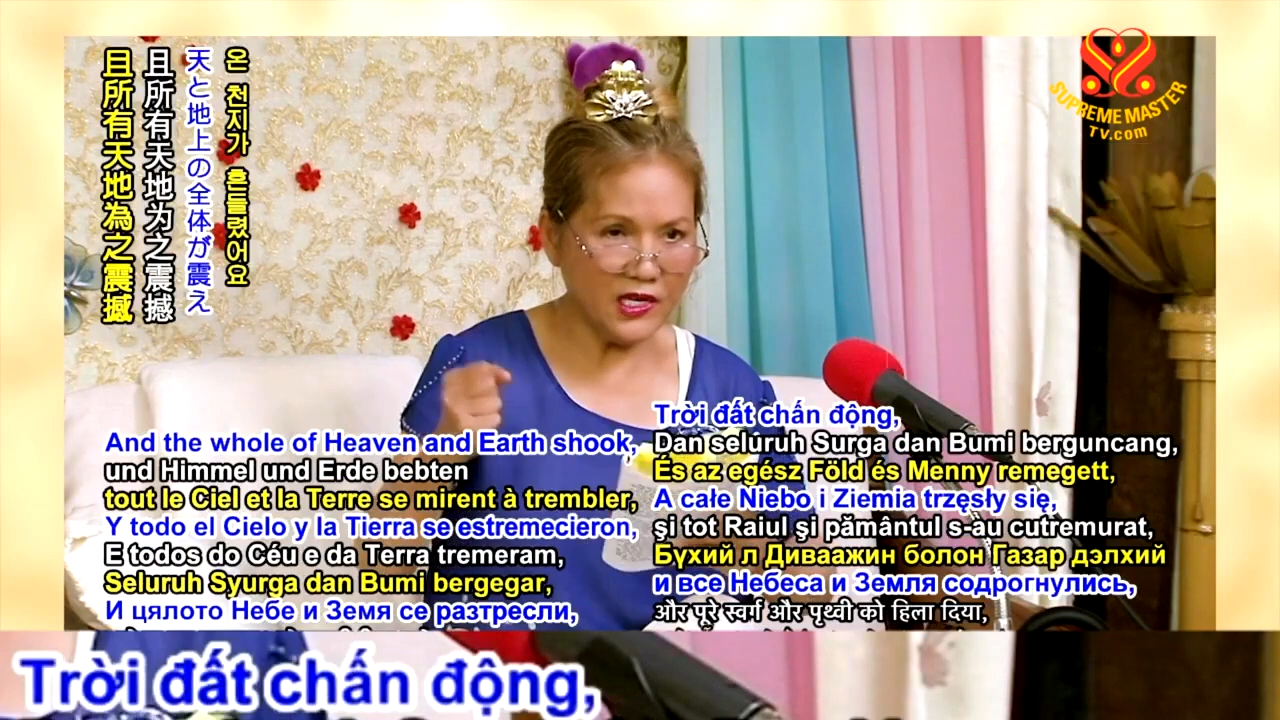 온 천지가 흔들렸어요
天と地上の全体が震え
且所有天地为之震撼
且所有天地為之震撼
SUPREME MASTER
TV.com
And the whole of Heaven and Earth shook,
und Himmel und Erde bebten
tout le Ciel et la Terre se mirent à trembler,
Y todo el Cielo y la Tierra se estremecieron,
E todos do Céu e da Terra tremeram,
Seluruh Syurga dan Bumi bergegar,
И цялото Небе и Земя се разтресли,
Trời đất chấn động,
Dan seluruh Surga dan Bumi berguncang,
És az egész Föld és Menny remegett,
A całe Niebo i Ziemia trzęsły się,
şi tot Raiul şi pământul s-au cutremurat,
Бүхий л Диваажин болон Газар дэлхий
и все Небеса и Земля содрогнулись,
और पूरे स्वर्ग और पृथ्वी को हिला दिया,
Trời đất chấn động,